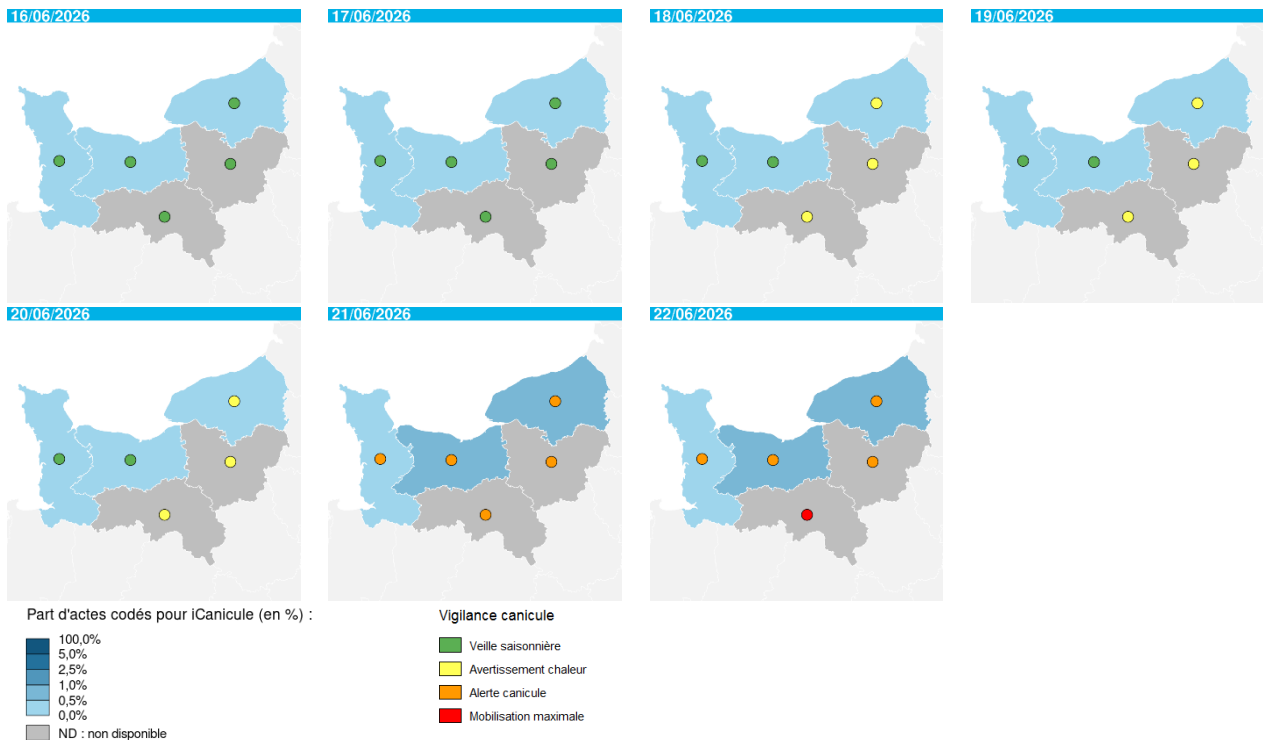 16/06/2026
17/06/2026
18/06/2026
19/06/2026
20/06/2026
21/06/2026
22/06/2026
Part d'actes codés pour iCanicule (en %) :
100,0%
5,0%
2,5%
1,0%
0,5%
0,0%
ND : non disponible
Vigilance canicule
Veille saisonnière
Avertissement chaleur
Alerte canicule
Mobilisation maximale